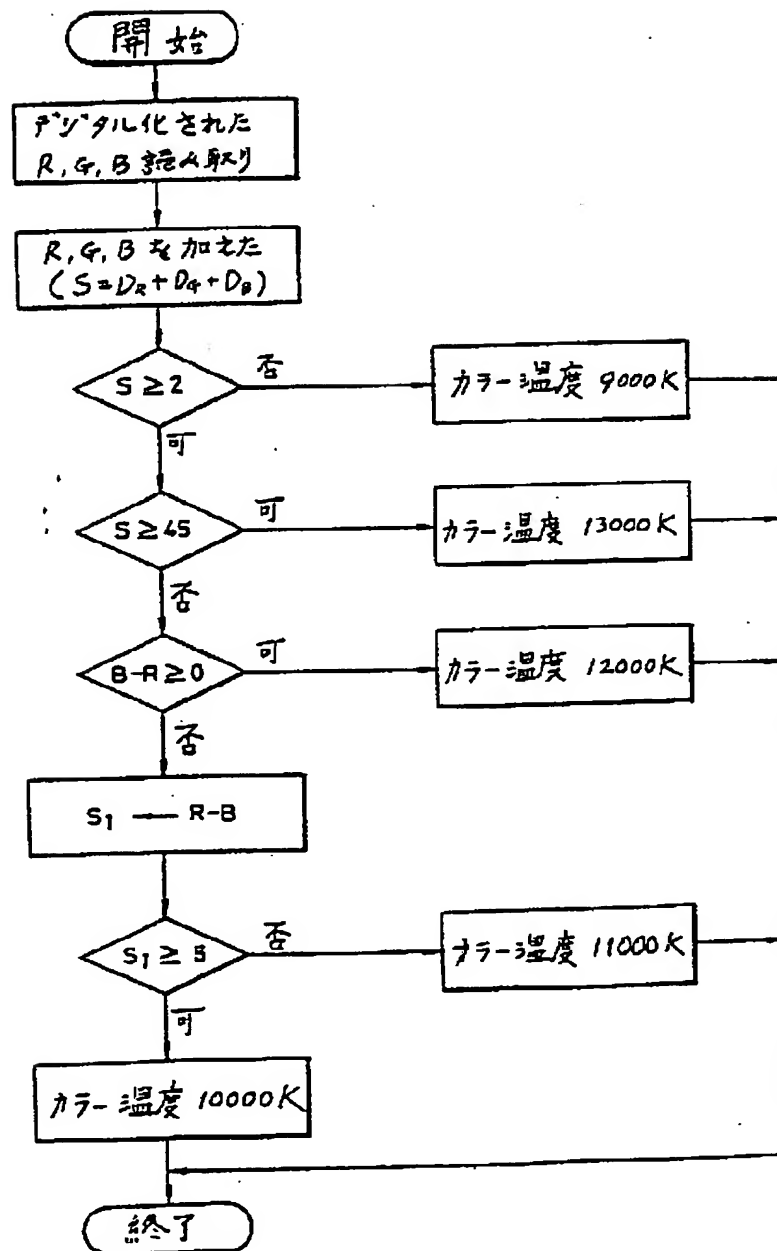 開始
デジタル化された
R, G, B 読み取り
R, G, B を加えた
(S=DR+DG+DB)
S ≥ 2
否
カラー温度 9000K
可
S ≥ 45
可
カラー温度 13000K
否
B-R ≥ 0
可
カラー温度 12000K
否
S1 ← R-B
S1 ≥ 5
否
カラー温度 11000K
可
カラー温度 10000K
終了